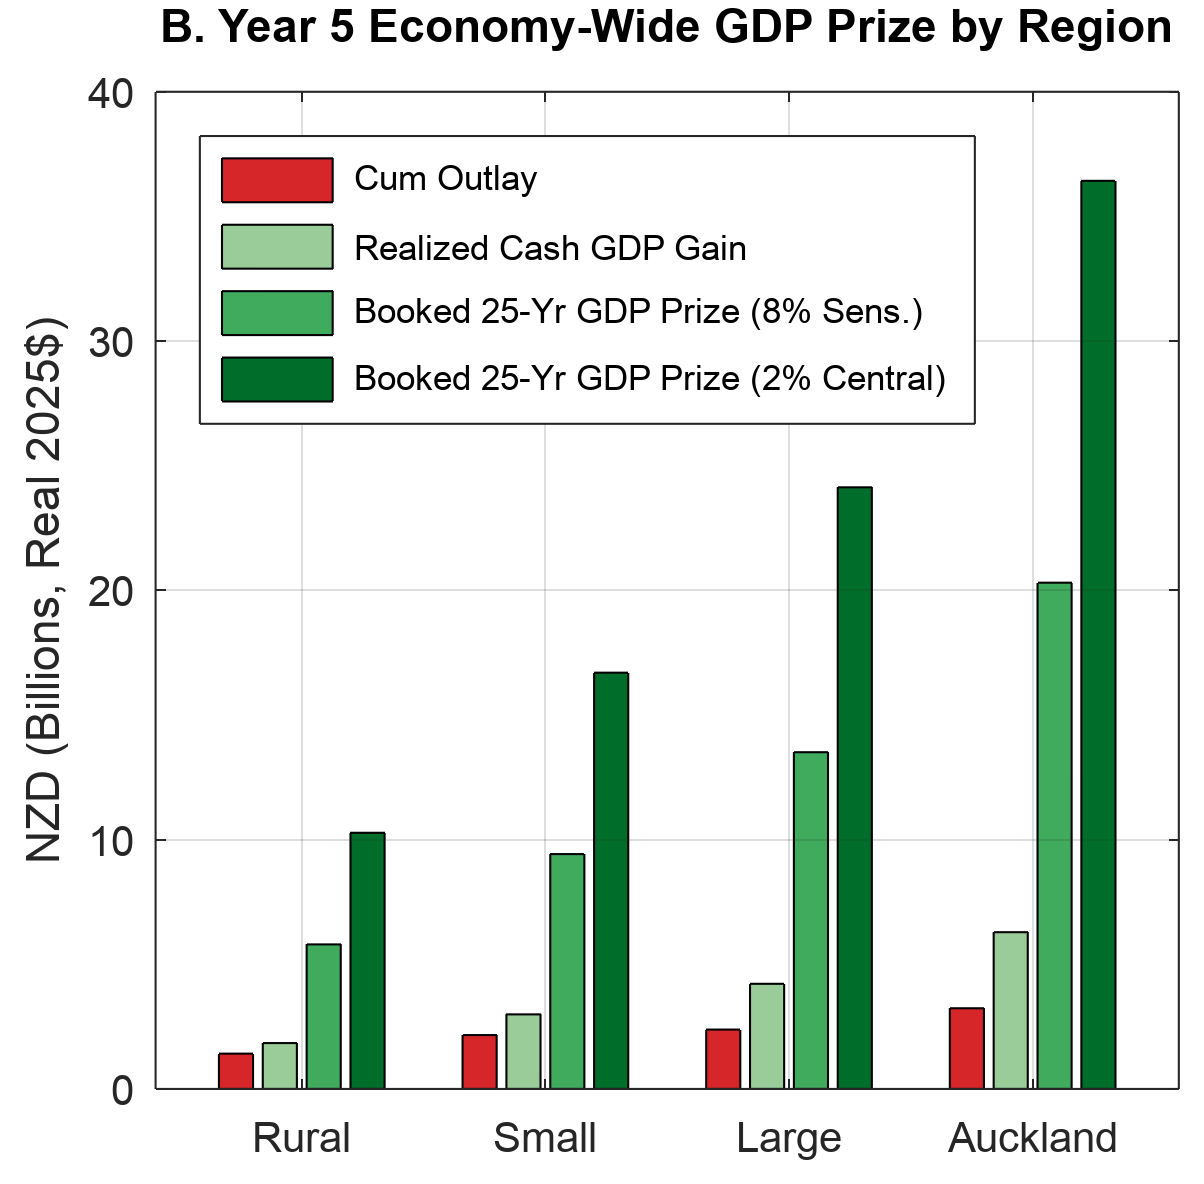 B. Year 5 Economy-Wide GDP Prize by Region
NZD (Billions, Real 2025$)
40
30
20
10
0
Cum Outlay
Realized Cash GDP Gain
Booked 25-Yr GDP Prize (8% Sens.)
Booked 25-Yr GDP Prize (2% Central)
Rural
Small
Large
Auckland